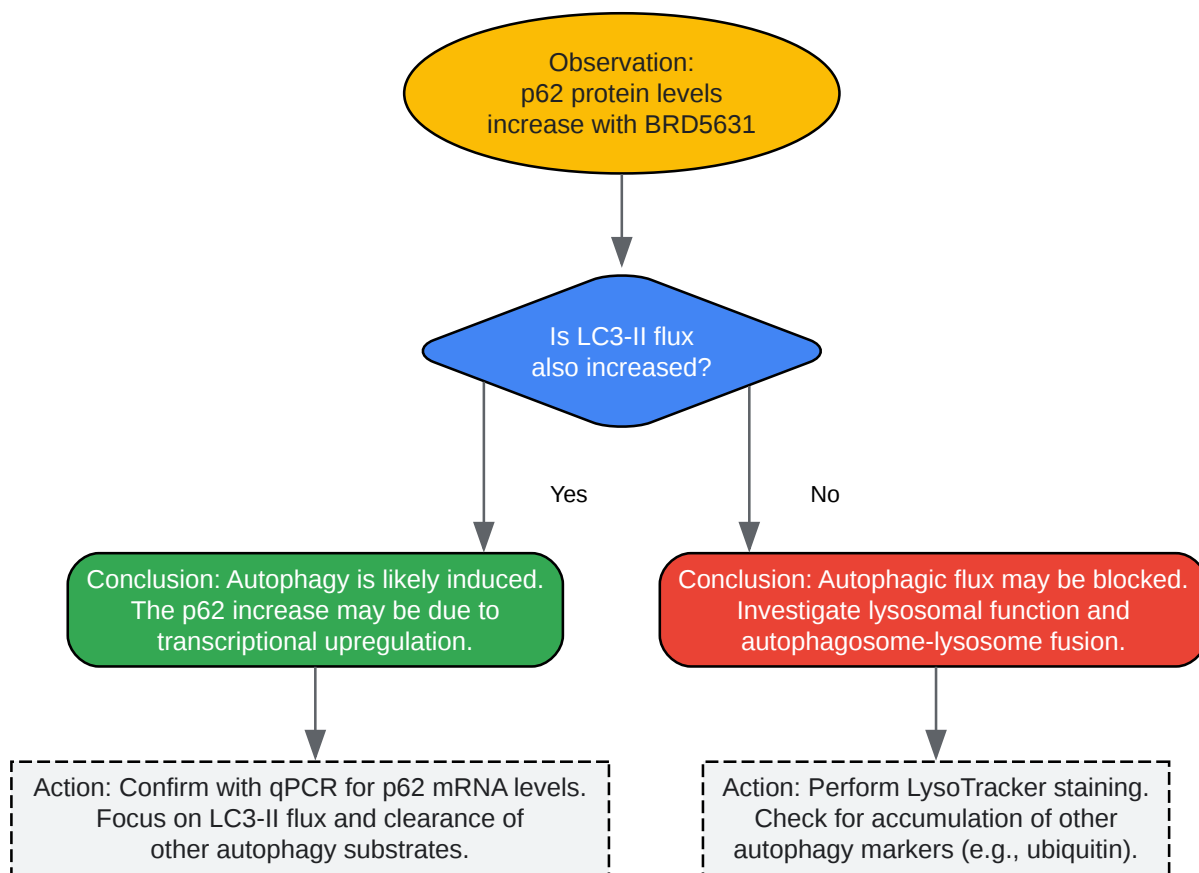 Observation:
p62 protein levels
increase with BRD5631
Is LC3-II flux
also increased?
Yes
No
Conclusion: Autophagy is likely induced.
The p62 increase may be due to
transcriptional upregulation.
Conclusion: Autophagic flux may be blocked.
Investigate lysosomal function and
autophagosome-lysosome fusion.
Action: Confirm with qPCR for p62 mRNA levels.
Focus on LC3-II flux and clearance of
other autophagy substrates.
Action: Perform LysoTracker staining.
Check for accumulation of other
autophagy markers (e.g., ubiquitin).